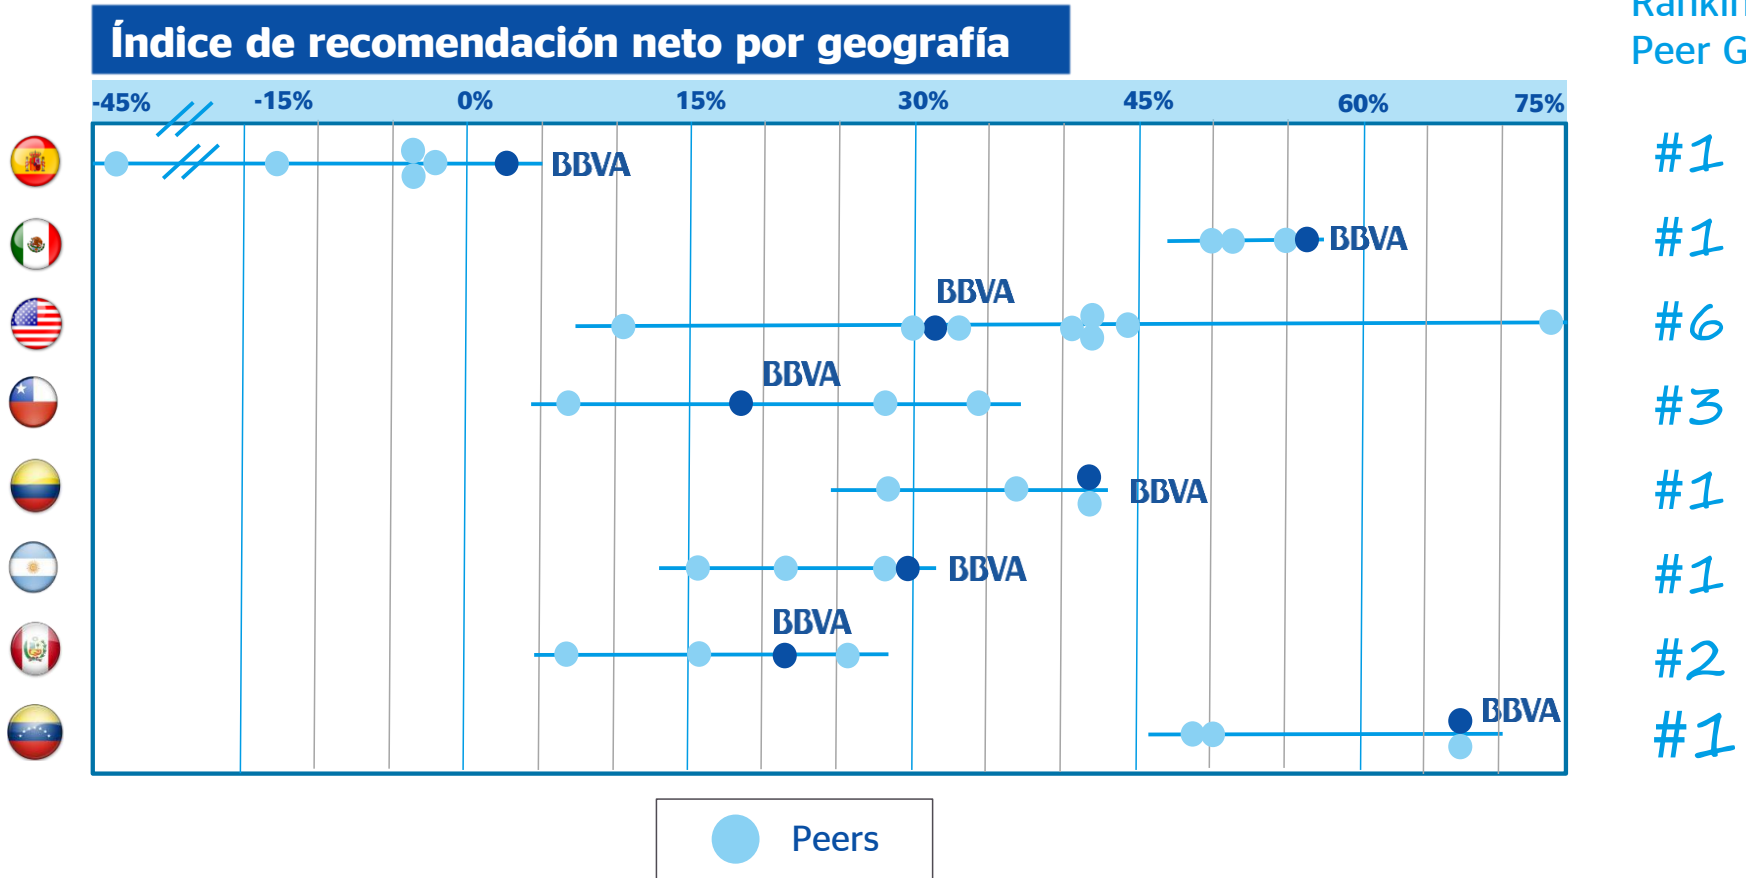 Índice de recomendación neto por geografía
Peer G
-45% -15% 0% 15% 30% 45% 60% 75%
BBVA #1
BBVA #1
BBVA #6
BBVA #3
BBVA #1
BBVA #1
BBVA #2
BBVA #1
Peers